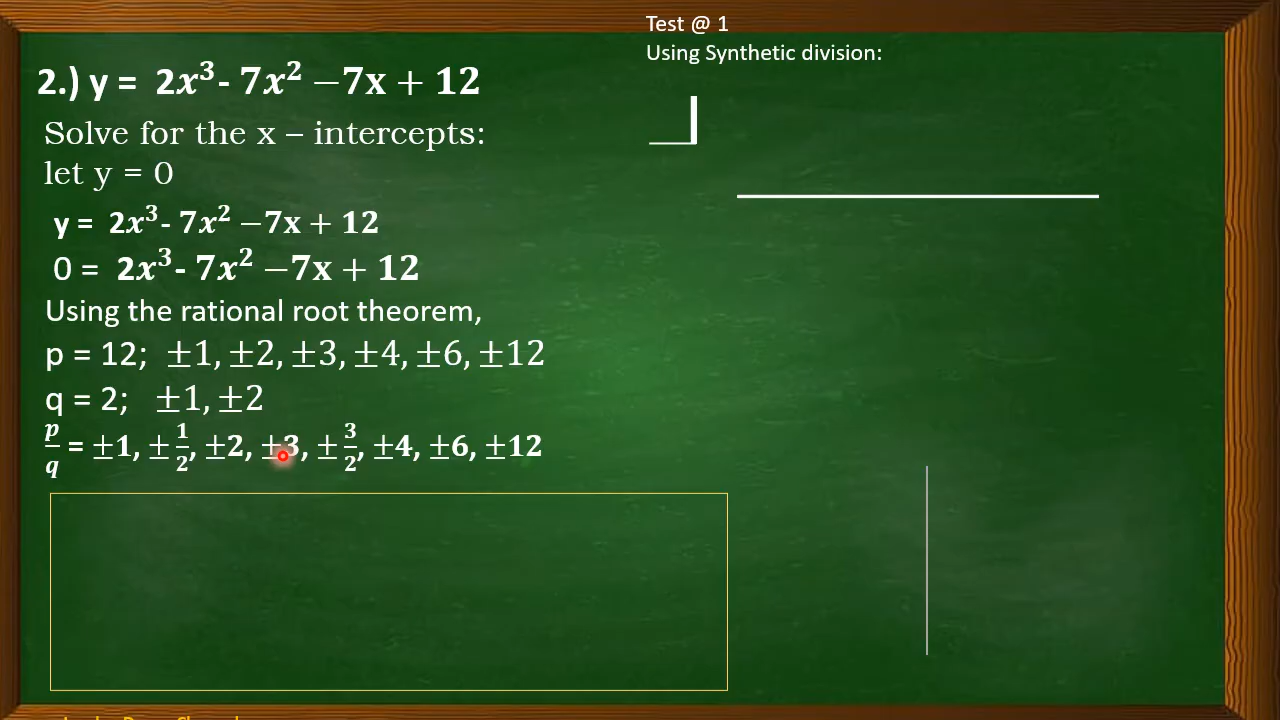 Test @ 1
Using Synthetic division:
2.) y = 2x³- 7x² −7x + 12
Solve for the x – intercepts:
let y = 0
y = 2x³- 7x² −7x + 12
0 = 2x³- 7x² −7x + 12
Using the rational root theorem,
p = 12; ±1, ±2, ±3, ±4, ±6, ±12
q = 2; ±1, ±2
p/q = ±1, ± 1/2, ±2, ±3, ± 3/2, ±4, ±6, ±12